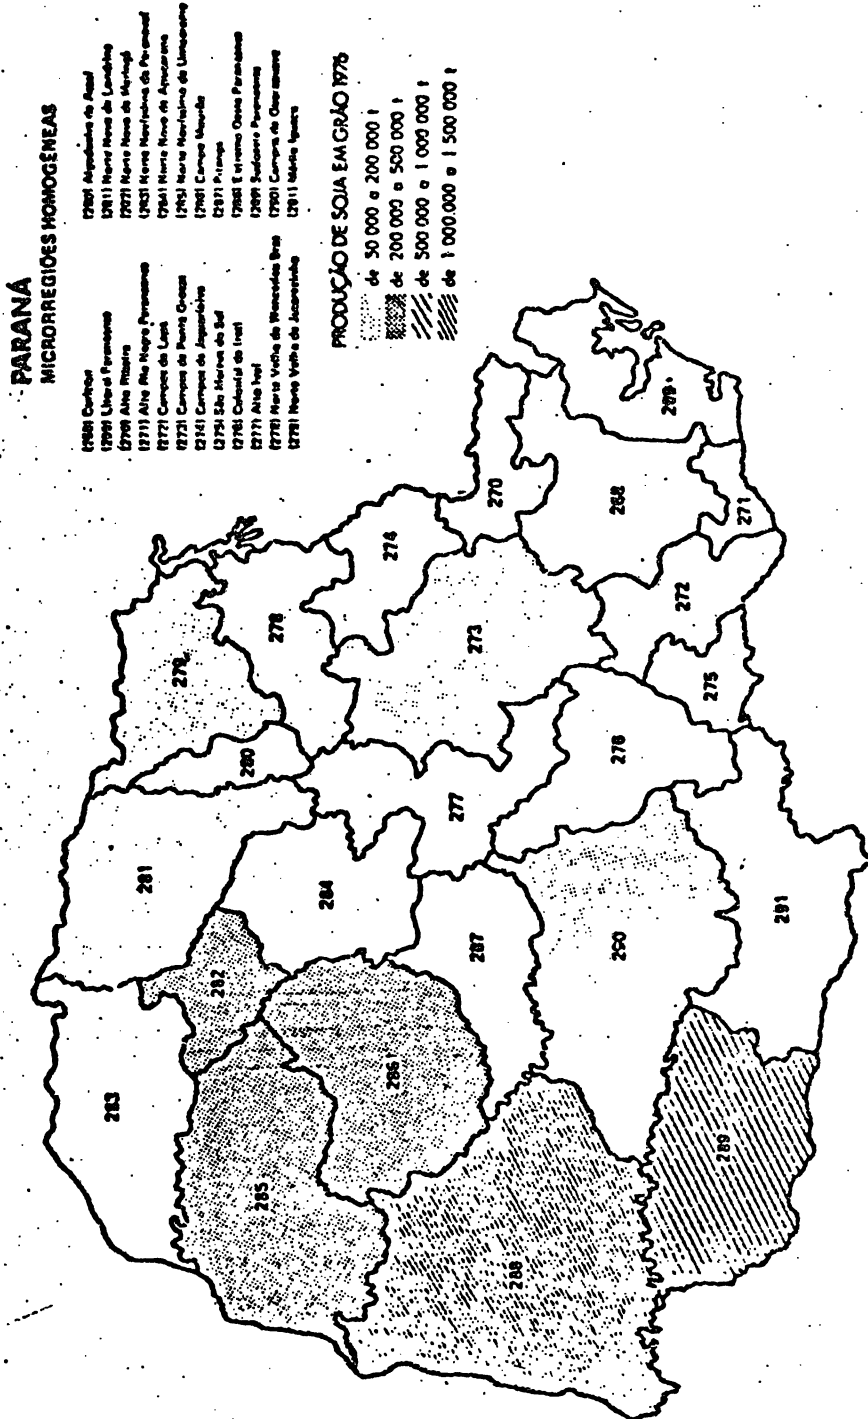 PARANÁ
MICRORREGIÕES HOMOGÊNEAS
(268) Curitiba
(269) Litoral Paranaense
(270) Alto Ribeira
(271) Alto Rio Negro Paranaense
(272) Campos da Lapa
(273) Campos de Ponta Grossa
(274) Campos de Jaguariaíva
(275) São Mateus do Sul
(276) Colonial de Irati
(277) Alto Ivaí
(278) Norte Velho de Wenceslau Braz
(279) Norte Velho de Jacarezinho
(280) Algodoeira de Assaí
(281) Norte Novo de Londrina
(282) Norte Novo de Maringá
(283) Norte Novíssimo de Paranavaí
(284) Norte Novo de Apucarana
(285) Norte Novíssimo de Umuarama
(286) Campo Mourão
(287) Pitanga
(288) Extremo Oeste Paranaense
(289) Sudoeste Paranaense
(290) Campos de Guarapuava
(291) Médio Iguaçu
PRODUÇÃO DE SOJA EM GRÃO 1976
de 50 000 a 200 000 t
de 200 000 a 500 000 t
de 500 000 a 1 000 000 t
de 1 000.000 a 1 500 000 t
283
281
280
279
278
274
270
269
268
271
272
273
275
276
277
284
282
285
286
287
290
291
288
289